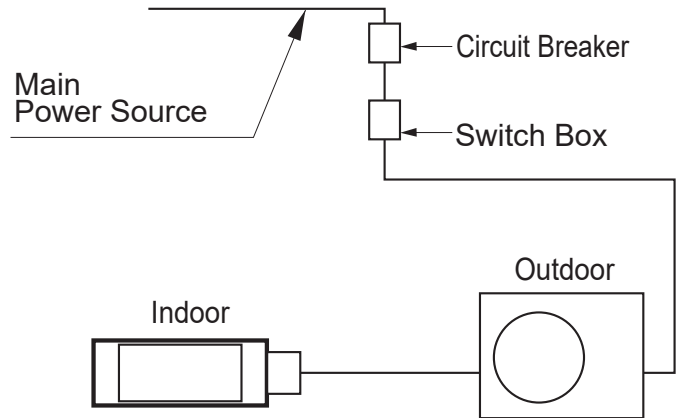 Circuit Breaker
Main
Power Source
Switch Box
Outdoor
Indoor